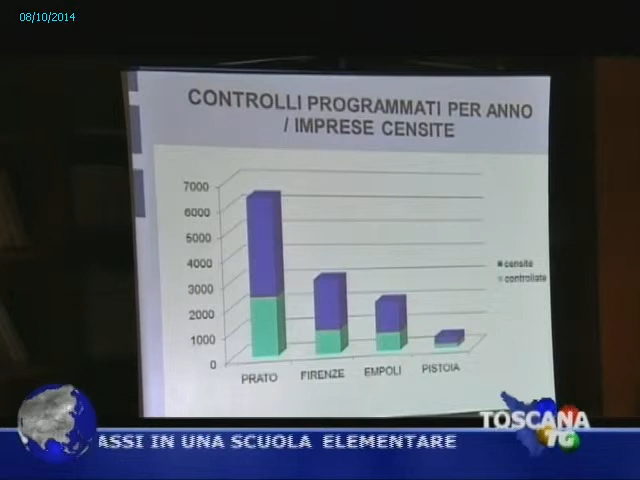 08/10/2014
CONTROLLI PROGRAMMATI PER ANNO
/ IMPRESE CENSITE
7000
6000
5000
4000
3000
2000
1000
0
PRATO FIRENZE EMPOLI PISTOIA
censite
controllate
TOSCANA
TG
ASSI IN UNA SCUOLA ELEMENTARE